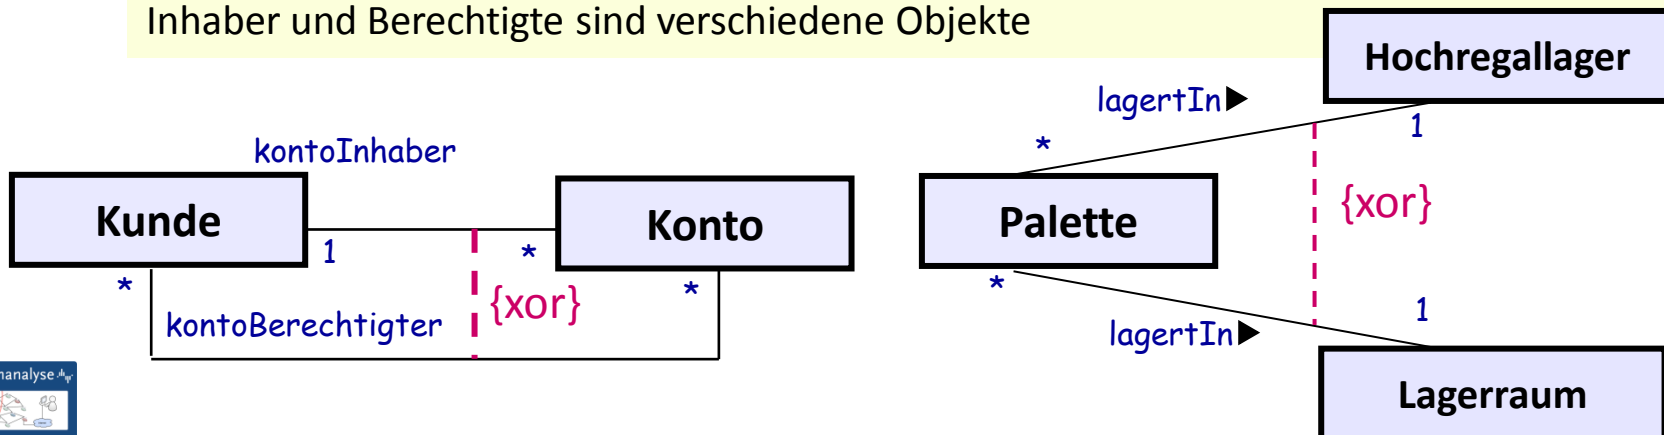 Inhaber und Berechtigte sind verschiedene Objekte
Hochregallager
lagertIn▶
1
*
kontoInhaber
Kunde
Konto
1
*
Palette
{xor}
*
*
*
{xor}
kontoBerechtigter
lagertIn▶
1
Lagerraum
nanalyse